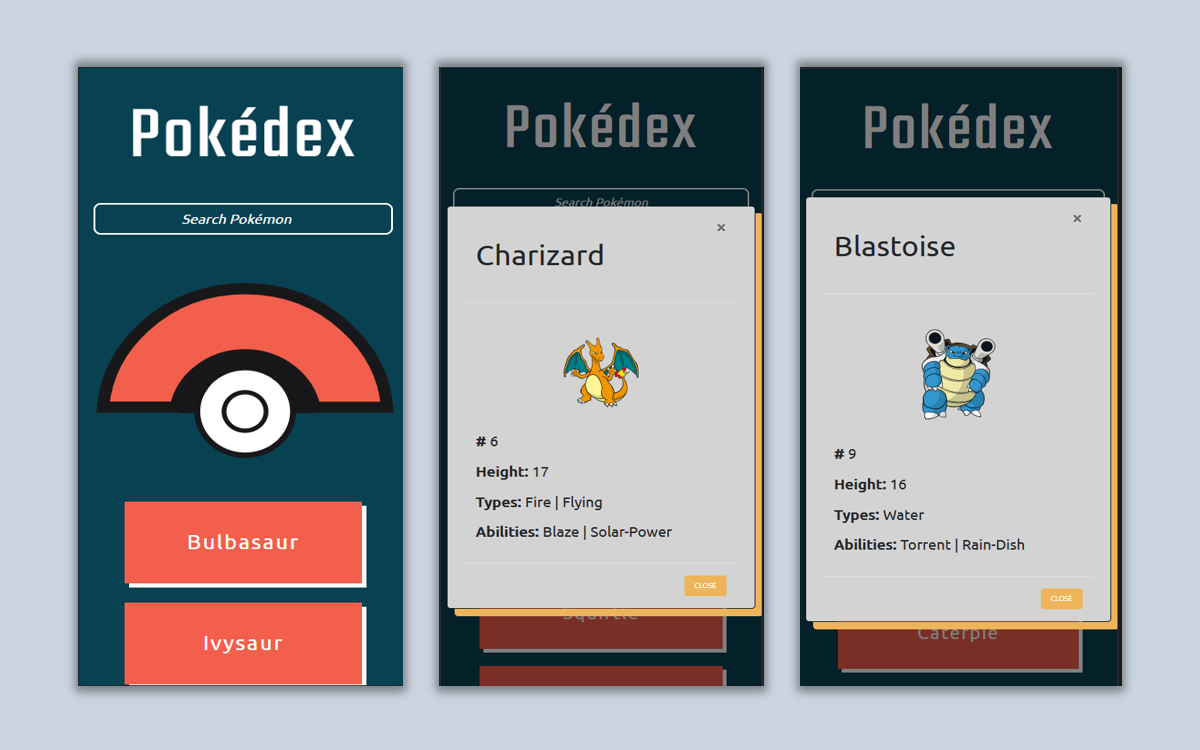 Pokédex
Search Pokémon
Bulbasaur
Ivysaur
Pokédex
Search Pokémon
×
Charizard
# 6
Height: 17
Types: Fire | Flying
Abilities: Blaze | Solar-Power
CLOSE
Squirtle
Pokédex
×
Blastoise
# 9
Height: 16
Types: Water
Abilities: Torrent | Rain-Dish
CLOSE
Caterpie